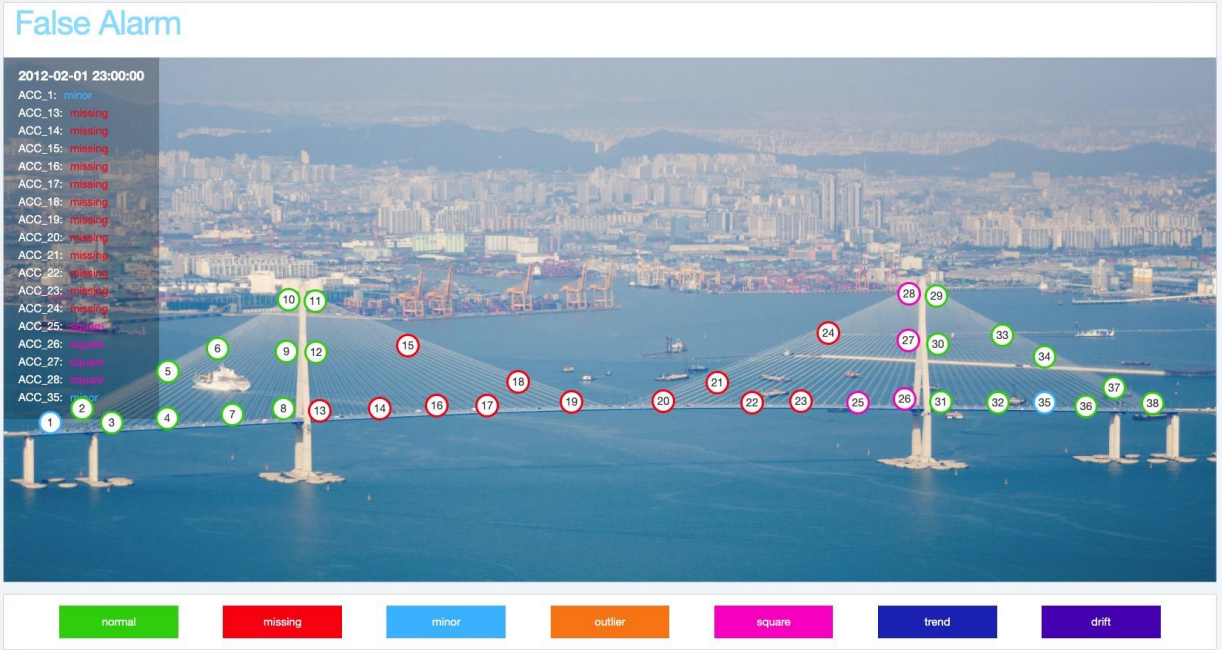 False Alarm
2012-02-01 23:00:00
ACC_1: minor
ACC_13: missing
ACC_14: missing
ACC_15: missing
ACC_16: missing
ACC_17: missing
ACC_18: missing
ACC_19: missing
ACC_20: missing
ACC_21: missing
ACC_22: missing
ACC_23: missing
ACC_24: missing
ACC_25: square
ACC_26: square
ACC_27: square
ACC_28: square
ACC_35: minor
28 29
10 11
24 33
27 30
15
6 9 12
34
5
18 21
37
2 8 13 14 16 17 19 20 22 23 25 26 31 32 35 36 38
1 3 4 7
normal missing minor outlier square trend drift